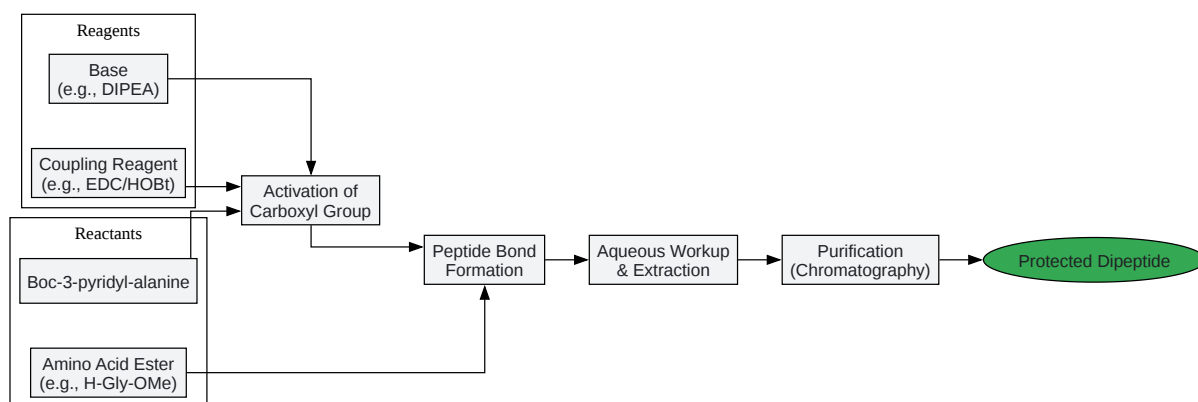 Reagents
Base
(e.g., DIPEA)
Coupling Reagent
(e.g., EDC/HOBt)
Activation of
Carboxyl Group
Reactants
Boc-3-pyridyl-alanine
Amino Acid Ester
(e.g., H-Gly-OMe)
Peptide Bond
Formation
Aqueous Workup
& Extraction
Purification
(Chromatography)
Protected Dipeptide